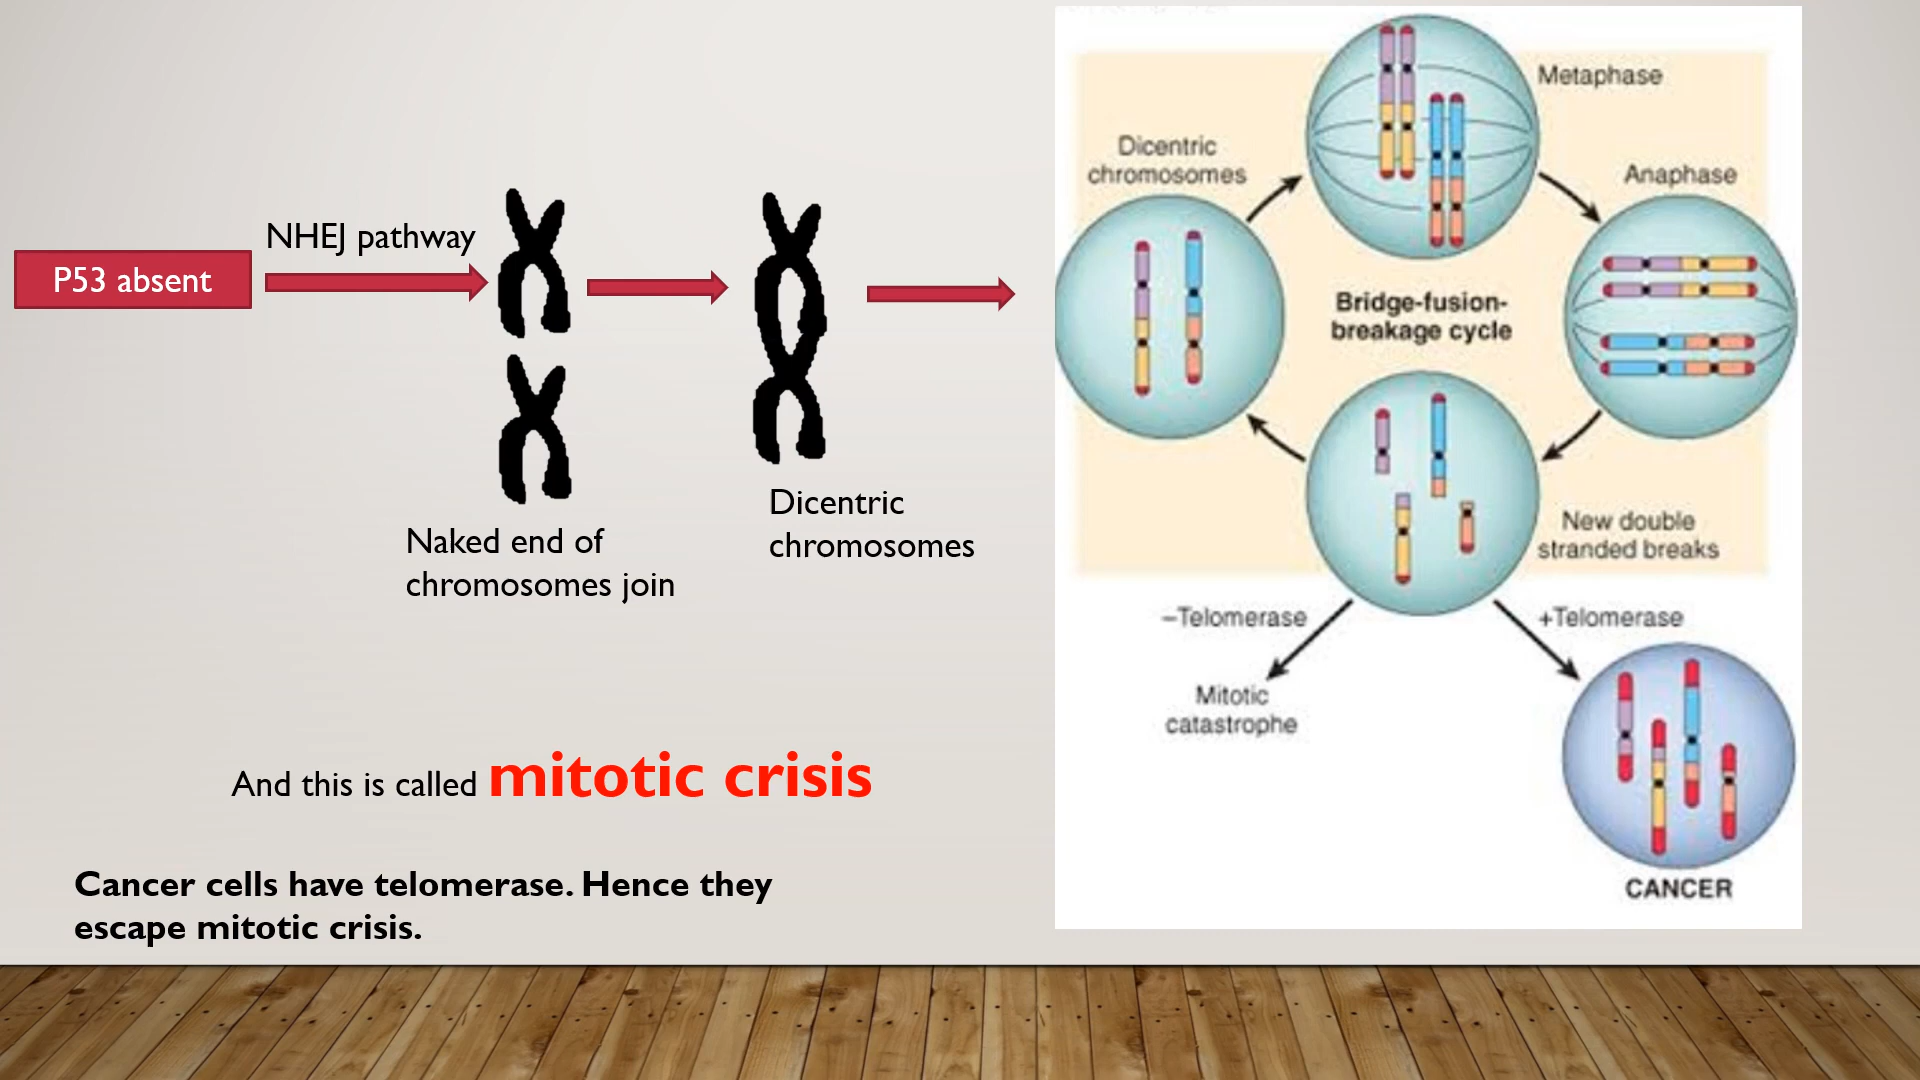 P53 absent
NHEJ pathway
Naked end of
chromosomes join
Dicentric
chromosomes
And this is called mitotic crisis
Cancer cells have telomerase. Hence they
escape mitotic crisis.
Metaphase
Dicentric
chromosomes
Anaphase
Bridge-fusion-
breakage cycle
New double
stranded breaks
–Telomerase
+Telomerase
Mitotic
catastrophe
CANCER